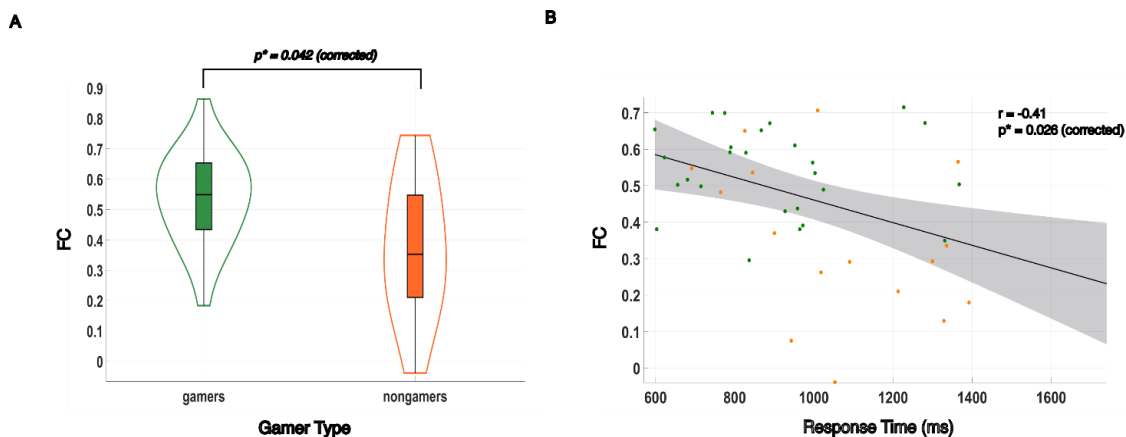 A
p* = 0.042 (corrected)
0.9
0.8
0.7
0.6
0.5
0.4
0.3
0.2
0.1
0
FC
gamers
nongamers
Gamer Type
B
r = -0.41
p* = 0.026 (corrected)
0.7
0.6
0.5
0.4
0.3
0.2
0.1
0
FC
600
800
1000
1200
1400
1600
Response Time (ms)